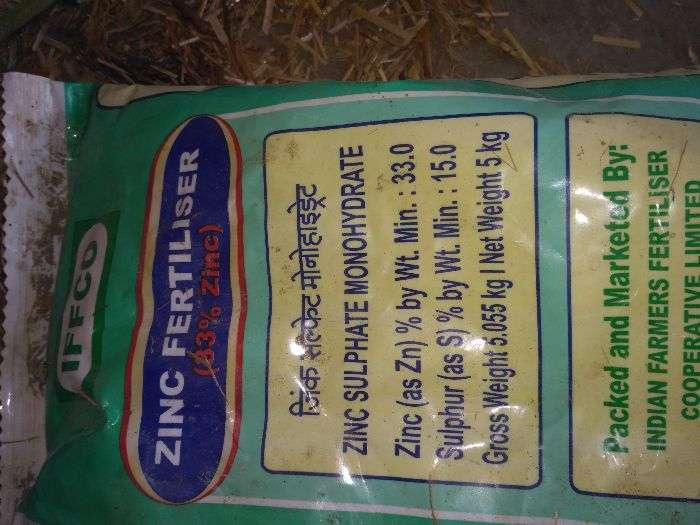 IFFCO
ZINC FERTILISER
(33% Zinc)
जिंक सल्फेट मोनोहाइड्रेट
ZINC SULPHATE MONOHYDRATE
Zinc (as Zn) % by Wt. Min. : 33.0
Sulphur (as S) % by Wt. Min. : 15.0
Gross Weight 5.055 kg I Net Weight 5 kg
Packed and Marketed By:
INDIAN FARMERS FERTILISER
COOPERATIVE LIMITED